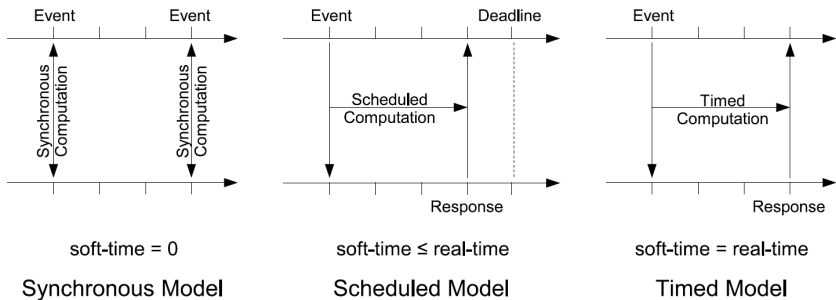 Event Event
Synchronous
Computation
Synchronous
Computation
soft-time = 0
Synchronous Model
Event Deadline
Scheduled
Computation
Response
soft-time ≤ real-time
Scheduled Model
Event
Timed
Computation
Response
soft-time = real-time
Timed Model